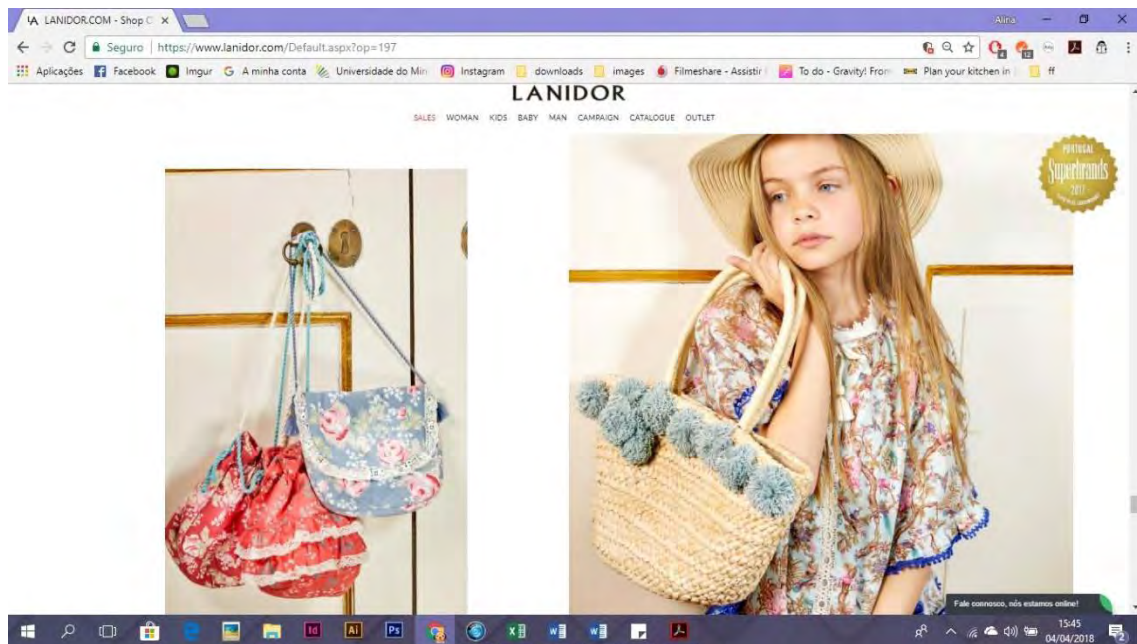 LANIDOR.COM - Shop O
Alina
Seguro | https://www.lanidor.com/Default.aspx?op=197
Aplicações Facebook Imgur A minha conta Universidade do Min Instagram downloads images Filmeshare - Assistir To do - Gravity! From Plan your kitchen in ff
LANIDOR
SALES WOMAN KIDS BABY MAN CAMPAIGN CATALOGUE OUTLET
PORTUGAL
Superbrands
2017
Fale connosco, nós estamos online!
Id Ai Ps
15:45
04/04/2018